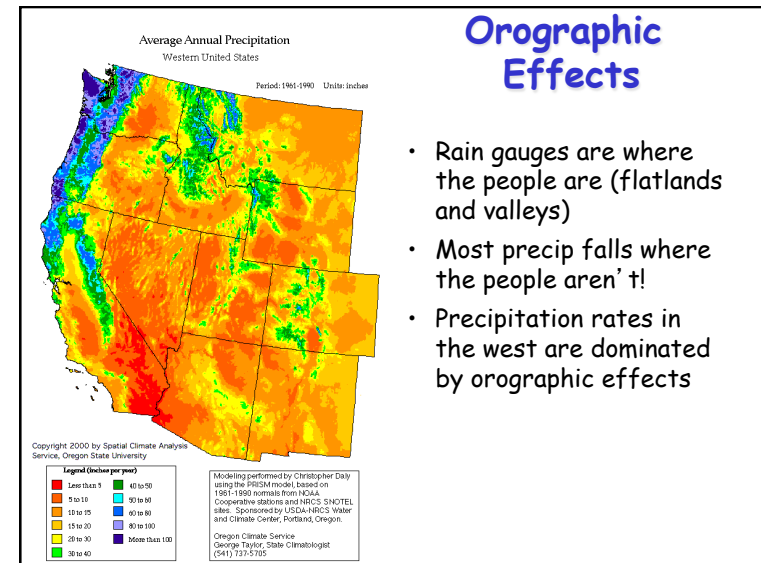 Orographic
Effects
Average Annual Precipitation
Western United States
Period: 1961-1990 Units: inches
• Rain gauges are where
the people are (flatlands
and valleys)
• Most precip falls where
the people aren't!
• Precipitation rates in
the west are dominated
by orographic effects
Copyright 2000 by Spatial Climate Analysis
Service, Oregon State University
Legend (inches per year)
Less than 5
5 to 10
10 to 15
15 to 20
20 to 30
30 to 40
40 to 50
50 to 60
60 to 80
80 to 100
More than 100
Modeling performed by Christopher Daly
using the PRISM model, based on
1961-1990 normals from NOAA
Cooperative stations and NRCS SNOTEL
sites. Sponsored by USDA-NRCS Water
and Climate Center, Portland, Oregon.
Oregon Climate Service
George Taylor, State Climatologist
(541) 737-5705